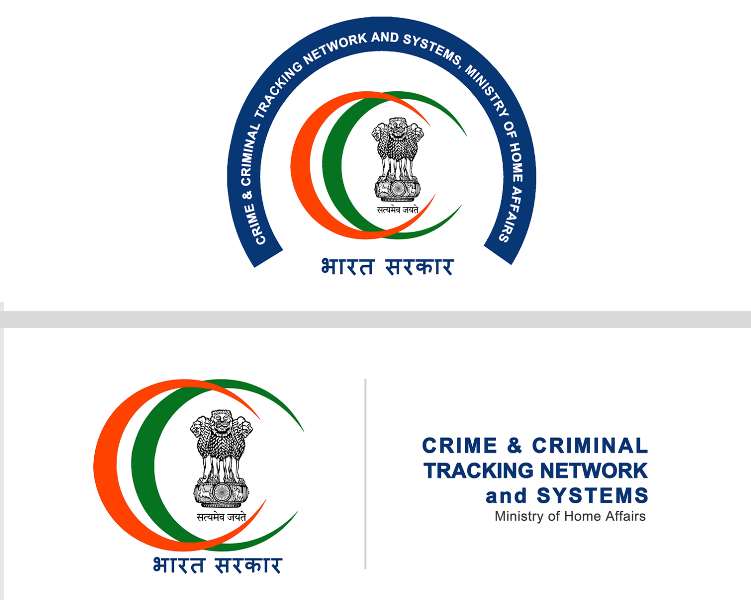 CRIME & CRIMINAL TRACKING NETWORK AND SYSTEMS, MINISTRY OF HOME AFFAIRS
सत्यमेव जयते
भारत सरकार
सत्यमेव जयते
भारत सरकार
CRIME & CRIMINAL
TRACKING NETWORK
and SYSTEMS
Ministry of Home Affairs